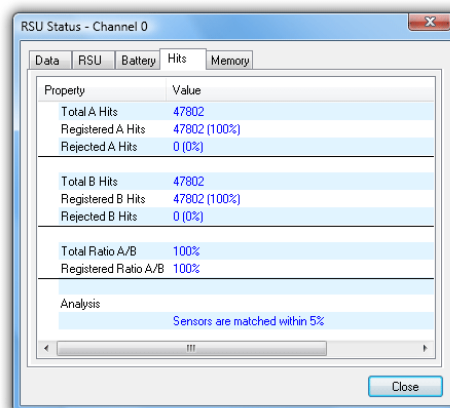 RSU Status - Channel 0
Data RSU Battery Hits Memory
Property Value
Total A Hits 47802
Registered A Hits 47802 (100%)
Rejected A Hits 0 (0%)
Total B Hits 47802
Registered B Hits 47802 (100%)
Rejected B Hits 0 (0%)
Total Ratio A/B 100%
Registered Ratio A/B 100%
Analysis
Sensors are matched within 5%
Close